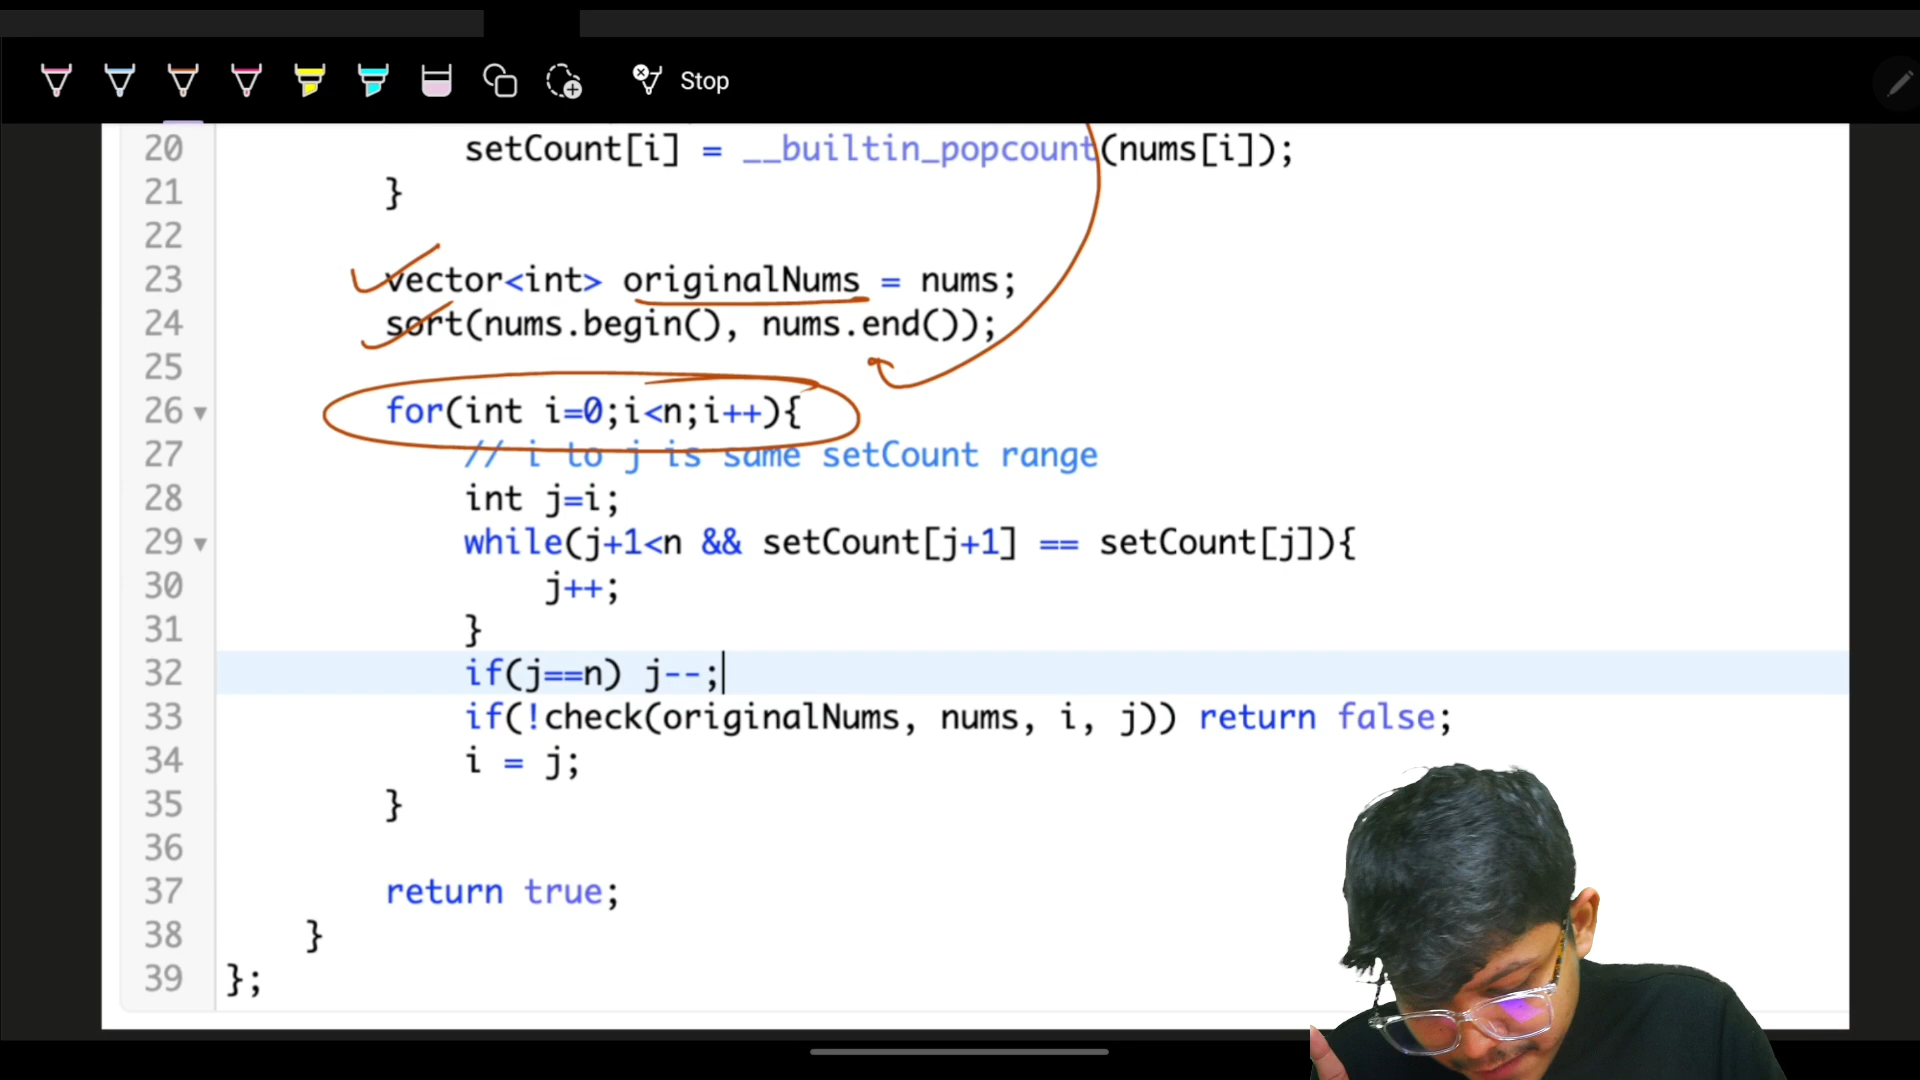 Stop
20 setCount[i] = __builtin_popcount(nums[i]);
21 }
22
23 vector<int> originalNums = nums;
24 sort(nums.begin(), nums.end());
25
26 for(int i=0;i<n;i++){
27 // i to j is same setCount range
28 int j=i;
29 while(j+1<n && setCount[j+1] == setCount[j]){
30 j++;
31 }
32 if(j==n) j--;
33 if(!check(originalNums, nums, i, j)) return false;
34 i = j;
35 }
36
37 return true;
38 }
39 };